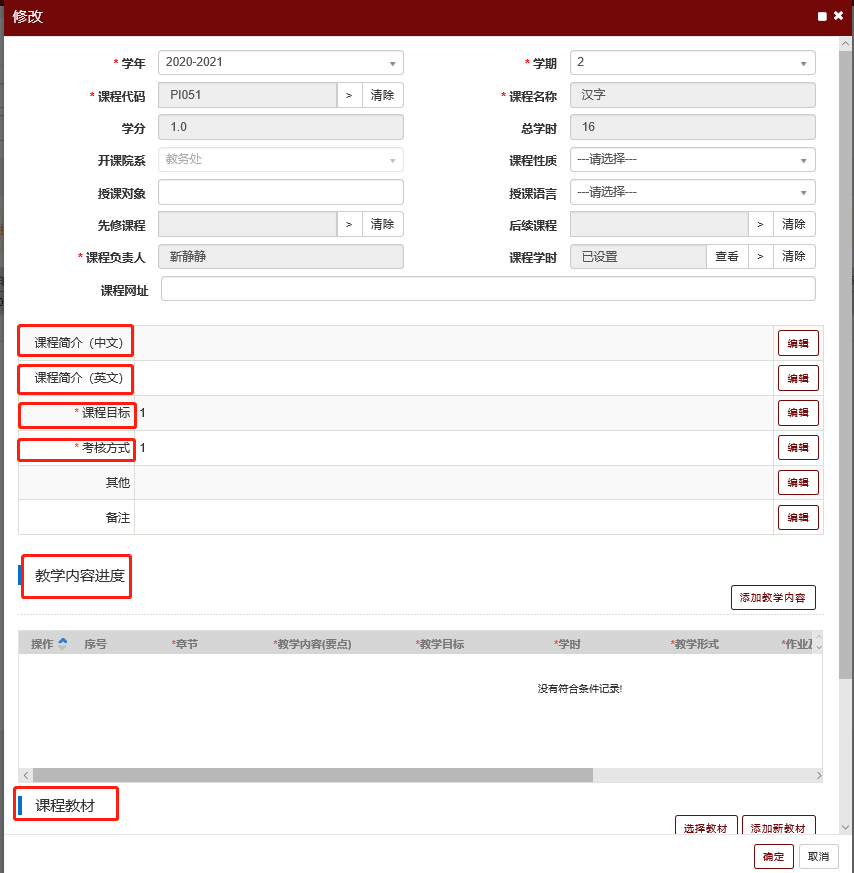 修改
* 学年 2020-2021 * 学期 2
* 课程代码 PI051 > 清除 * 课程名称 汉字
学分 1.0 总学时 16
开课院系 教务处 课程性质 ---请选择---
授课对象 授课语言 ---请选择---
先修课程 > 清除 后续课程 > 清除
* 课程负责人 靳静静 课程学时 已设置 查看 > 清除
课程网址
课程简介（中文） 编辑
课程简介（英文） 编辑
* 课程目标 1 编辑
* 考核方式 1 编辑
其他 编辑
备注 编辑
教学内容进度
添加教学内容
操作 序号 *章节 *教学内容(要点) *教学目标 *学时 *教学形式 *作业及
没有符合条件记录!
课程教材
选择教材 添加新教材
确定 取消